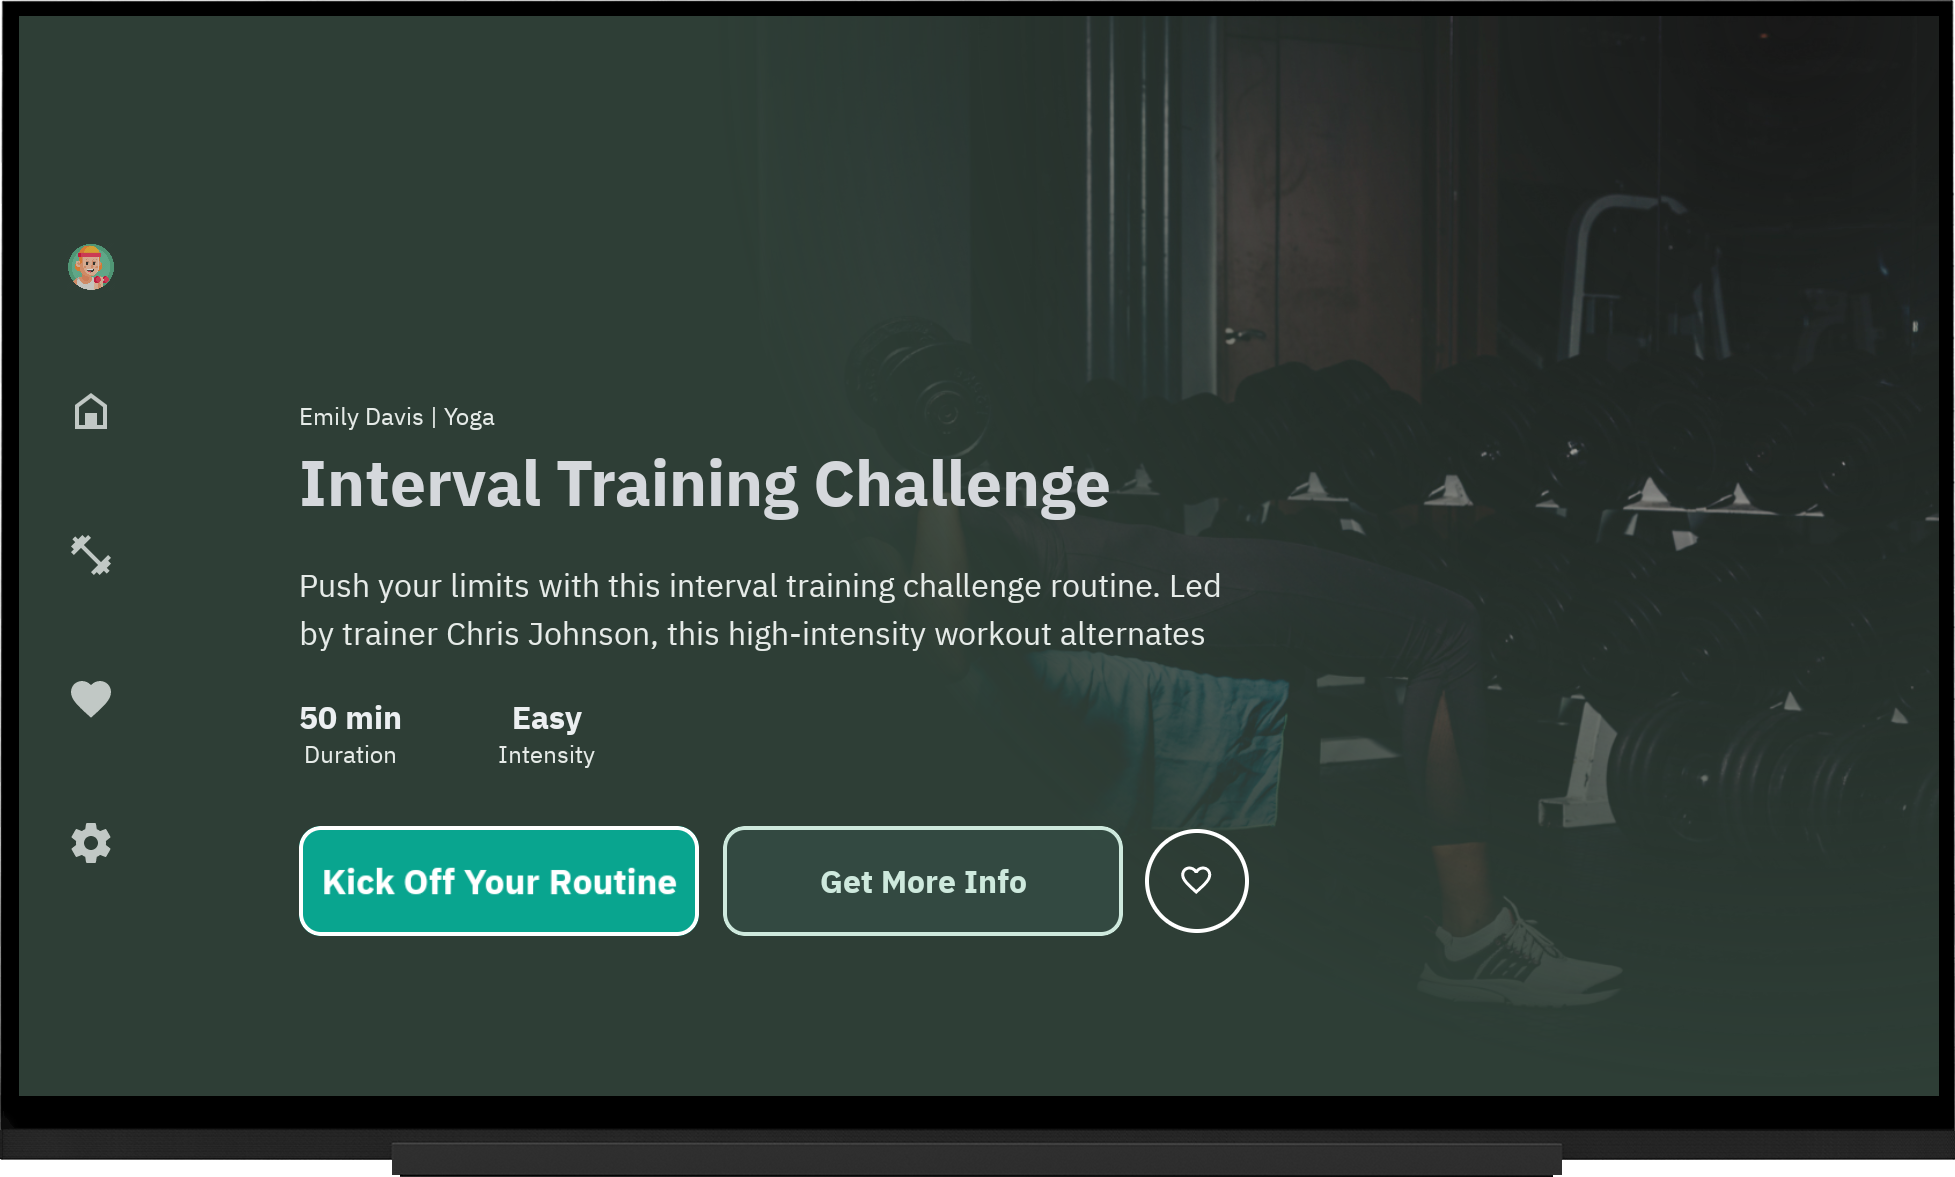 Emily Davis | Yoga
Interval Training Challenge
Push your limits with this interval training challenge routine. Led
by trainer Chris Johnson, this high-intensity workout alternates
50 min
Duration
Easy
Intensity
Kick Off Your Routine
Get More Info